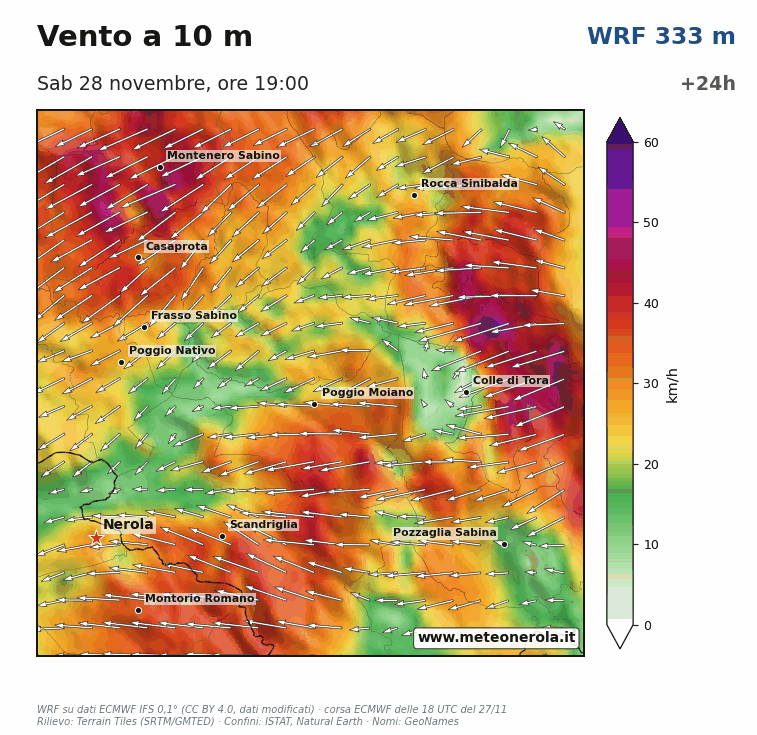 Vento a 10 m
WRF 333 m
Sab 28 novembre, ore 19:00
+24h
Montenero Sabino
Rocca Sinibalda
Casaprota
Frasso Sabino
Poggio Nativo
Colle di Tora
Poggio Moiano
Nerola
Scandriglia
Pozzaglia Sabina
Montorio Romano
www.meteonerola.it
60
50
40
30
20
10
0
km/h
WRF su dati ECMWF IFS 0,1° (CC BY 4.0, dati modificati) · corsa ECMWF delle 18 UTC del 27/11
Rilievo: Terrain Tiles (SRTM/GMTED) · Confini: ISTAT, Natural Earth · Nomi: GeoNames